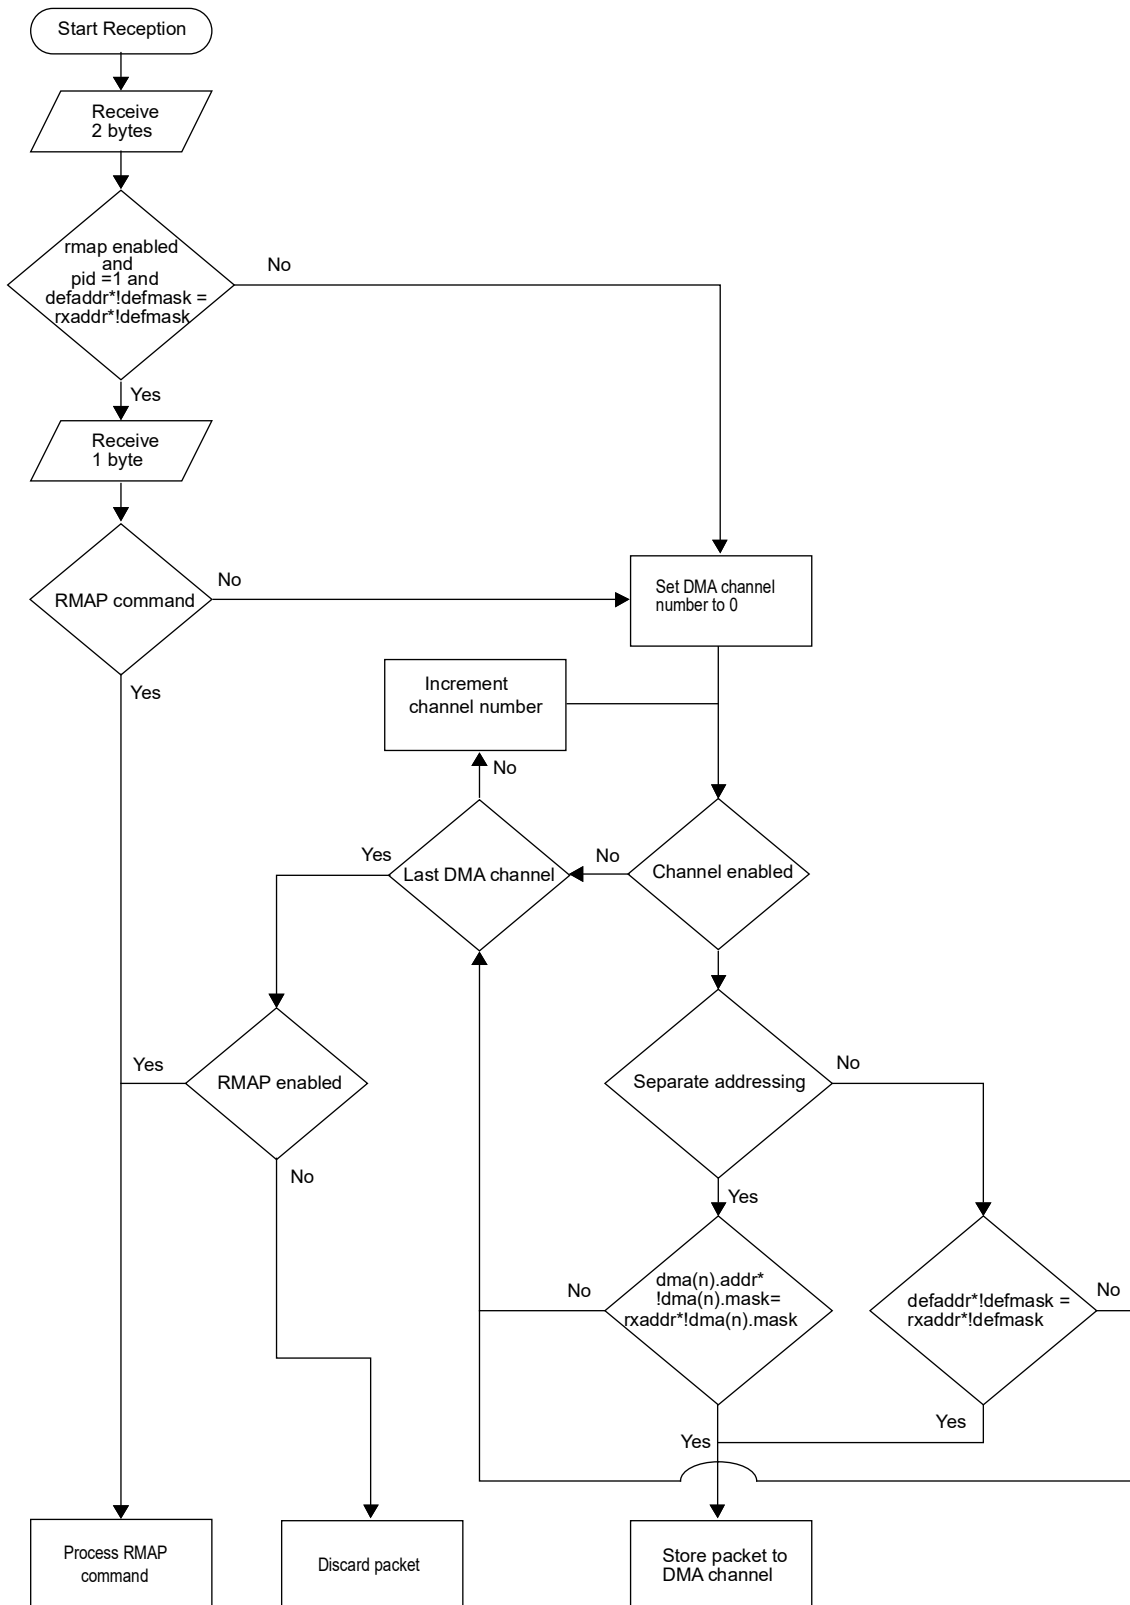 Start Reception
Receive
2 bytes
rmap enabled
and
pid =1 and
defaddr*!defmask =
rxaddr*!defmask
No
Yes
Receive
1 byte
RMAP command
No
Yes
Set DMA channel
number to 0
Increment
channel number
No
Last DMA channel
Yes
No
Channel enabled
RMAP enabled
Yes
No
Separate addressing
No
Yes
dma(n).addr*
!dma(n).mask=
rxaddr*!dma(n).mask
No
Yes
defaddr*!defmask =
rxaddr*!defmask
No
Yes
Process RMAP
command
Discard packet
Store packet to
DMA channel